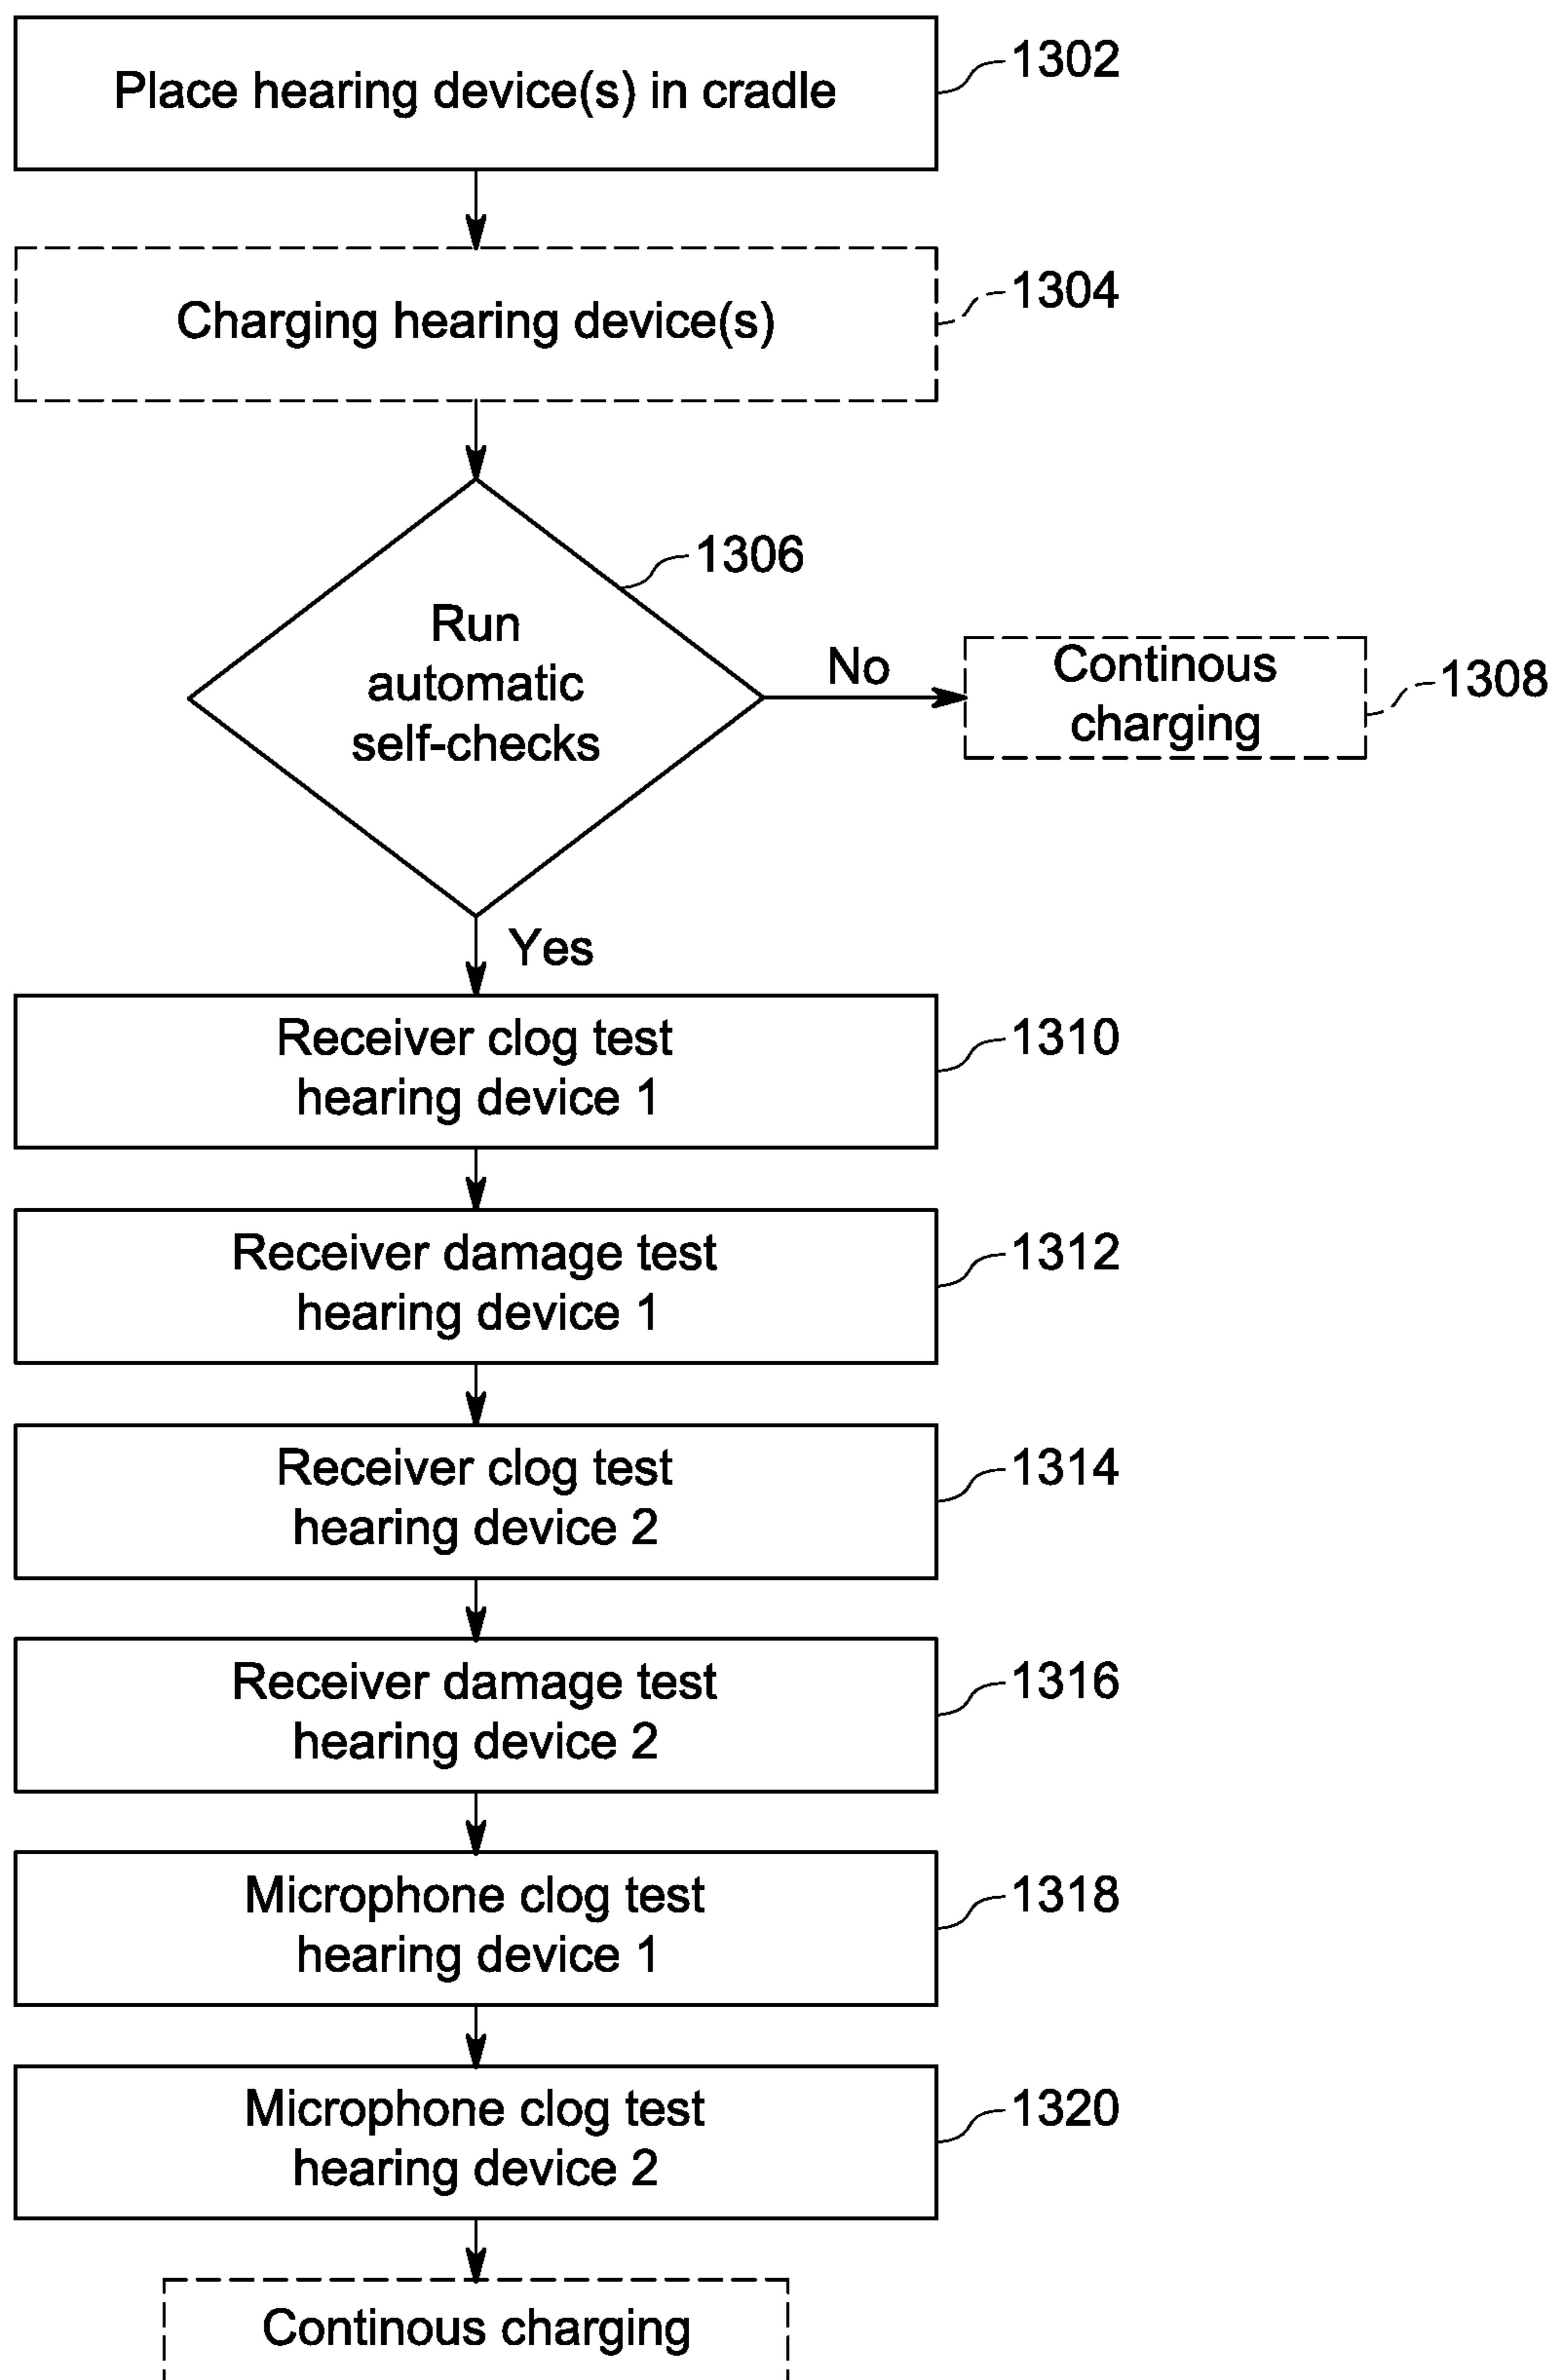 Place hearing device(s) in cradle
1302
Charging hearing device(s)
1304
1306
Run
automatic
self-checks
No
Continous
charging
1308
Yes
Receiver clog test
hearing device 1
1310
Receiver damage test
hearing device 1
1312
Receiver clog test
hearing device 2
1314
Receiver damage test
hearing device 2
1316
Microphone clog test
hearing device 1
1318
Microphone clog test
hearing device 2
1320
Continous charging